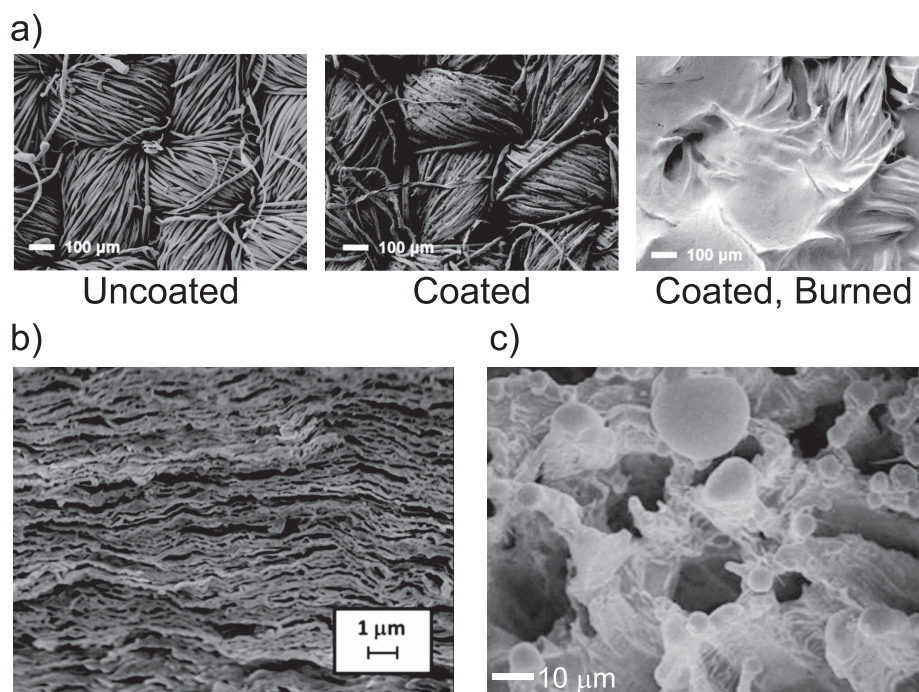 a)
100 μm
100 μm
100 μm
Uncoated
Coated
Coated, Burned
b)
c)
1 μm
10 μm